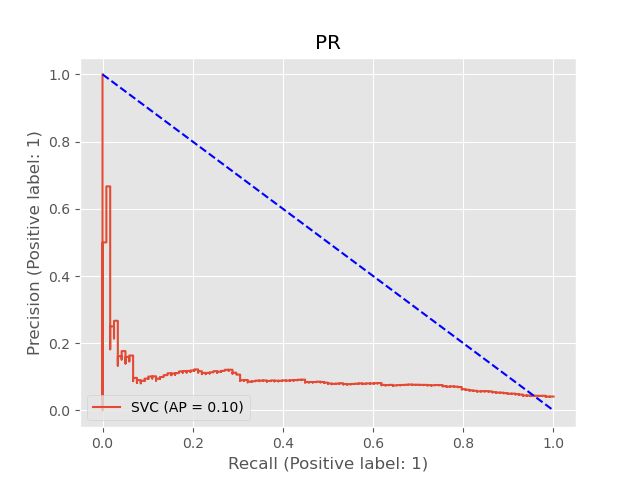 PR
Precision (Positive label: 1)
1.0
0.8
0.6
0.4
0.2
0.0
SVC (AP = 0.10)
0.0 0.2 0.4 0.6 0.8 1.0
Recall (Positive label: 1)